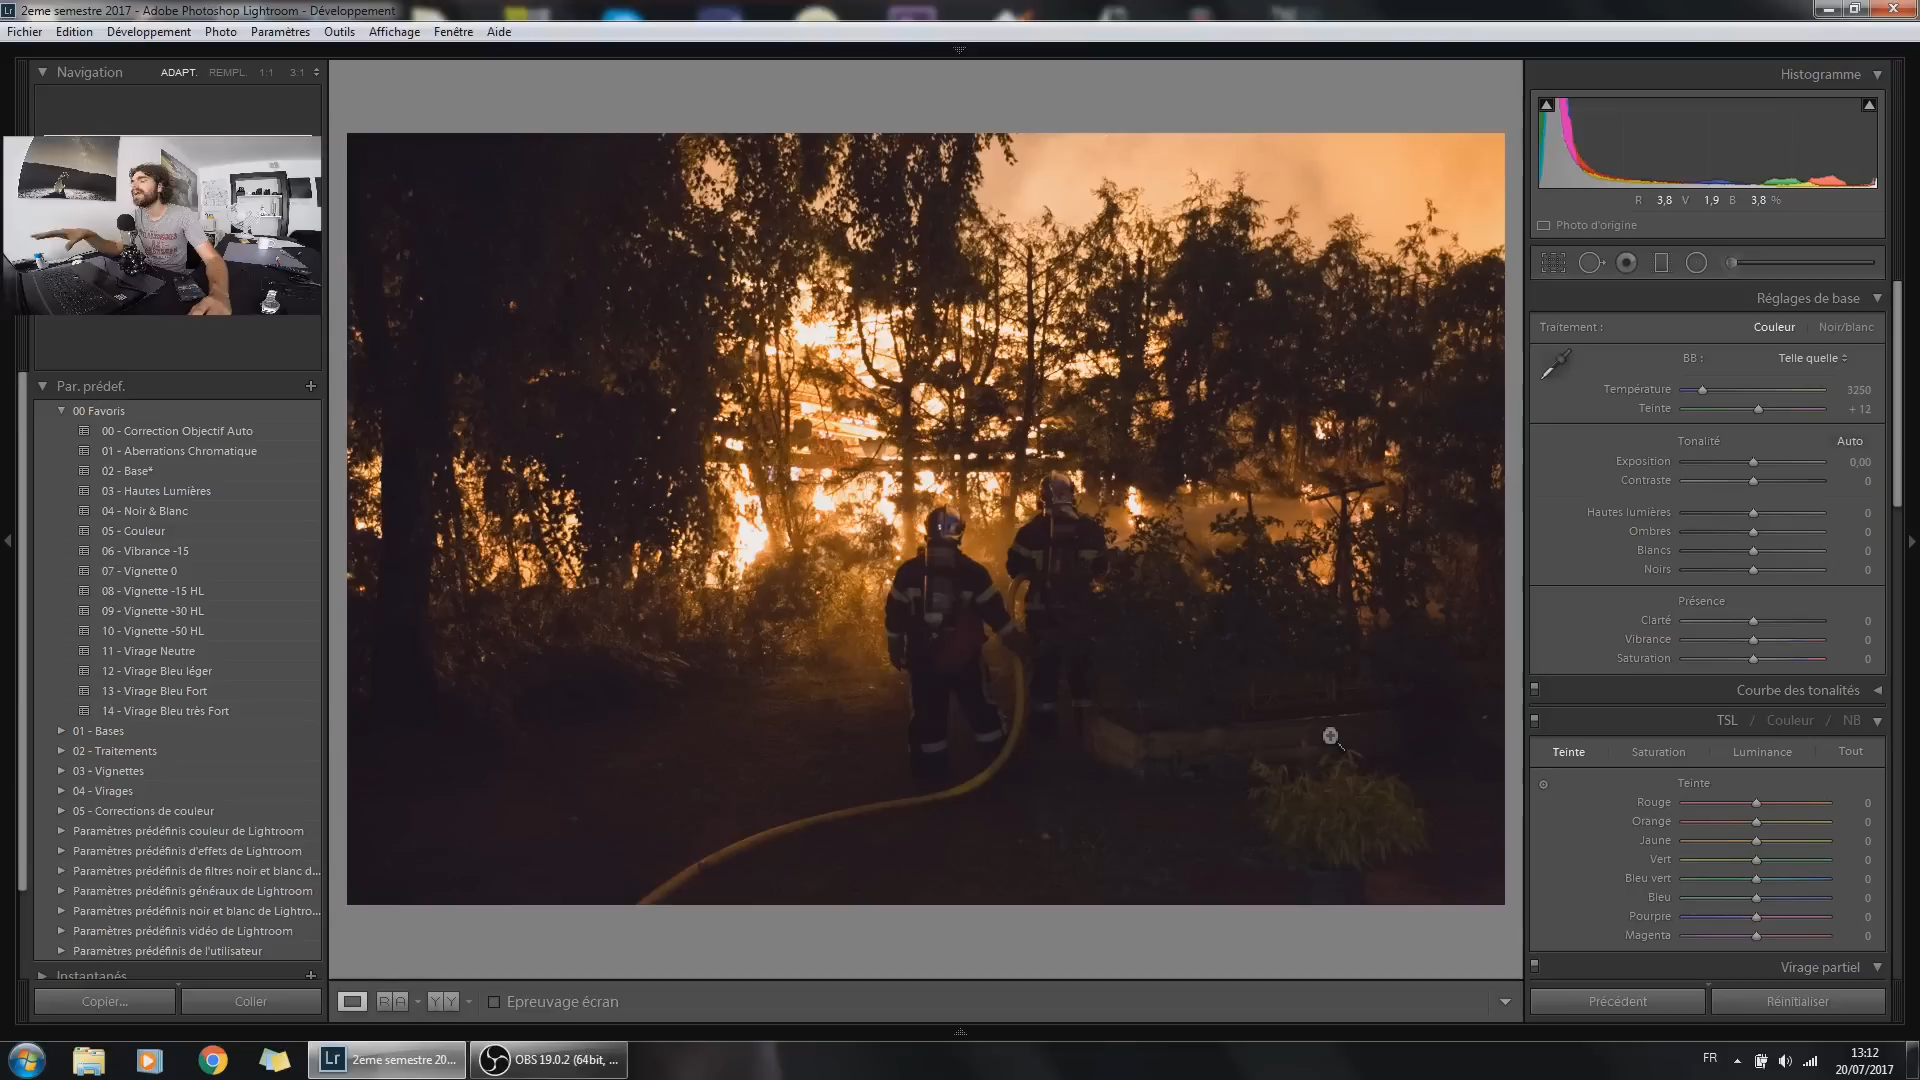 2eme semestre 2017 - Adobe Photoshop Lightroom - Développement
Fichier Edition Développement Photo Paramètres Outils Affichage Fenêtre Aide
Navigation ADAPT. REMPL. 1:1 3:1
Par. prédéf.
00 Favoris
00 - Correction Objectif Auto
01 - Aberrations Chromatique
02 - Base*
03 - Hautes Lumières
04 - Noir & Blanc
05 - Couleur
06 - Vibrance -15
07 - Vignette 0
08 - Vignette -15 HL
09 - Vignette -30 HL
10 - Vignette -50 HL
11 - Virage Neutre
12 - Virage Bleu léger
13 - Virage Bleu Fort
14 - Virage Bleu très Fort
01 - Bases
02 - Traitements
03 - Vignettes
04 - Virages
05 - Corrections de couleur
Paramètres prédéfinis couleur de Lightroom
Paramètres prédéfinis d'effets de Lightroom
Paramètres prédéfinis de filtres noir et blanc d...
Paramètres prédéfinis généraux de Lightroom
Paramètres prédéfinis noir et blanc de Lightro...
Paramètres prédéfinis vidéo de Lightroom
Paramètres prédéfinis de l'utilisateur
Instantanés
Copier... Coller
R A Y Y Epreuvage écran
Histogramme
R 3,8 V 1,9 B 3,8 %
Photo d'origine
Réglages de base
Traitement : Couleur Noir/blanc
BB : Telle quelle
Température 3250
Teinte + 12
Tonalité Auto
Exposition 0,00
Contraste 0
Hautes lumières 0
Ombres 0
Blancs 0
Noirs 0
Présence
Clarté 0
Vibrance 0
Saturation 0
Courbe des tonalités
TSL / Couleur / NB
Teinte Saturation Luminance Tout
Teinte
Rouge 0
Orange 0
Jaune 0
Vert 0
Bleu vert 0
Bleu 0
Pourpre 0
Magenta 0
Virage partiel
Précédent Réinitialiser
Lr 2eme semestre 20... OBS 19.0.2 (64bit, ...
FR 13:12
20/07/2017